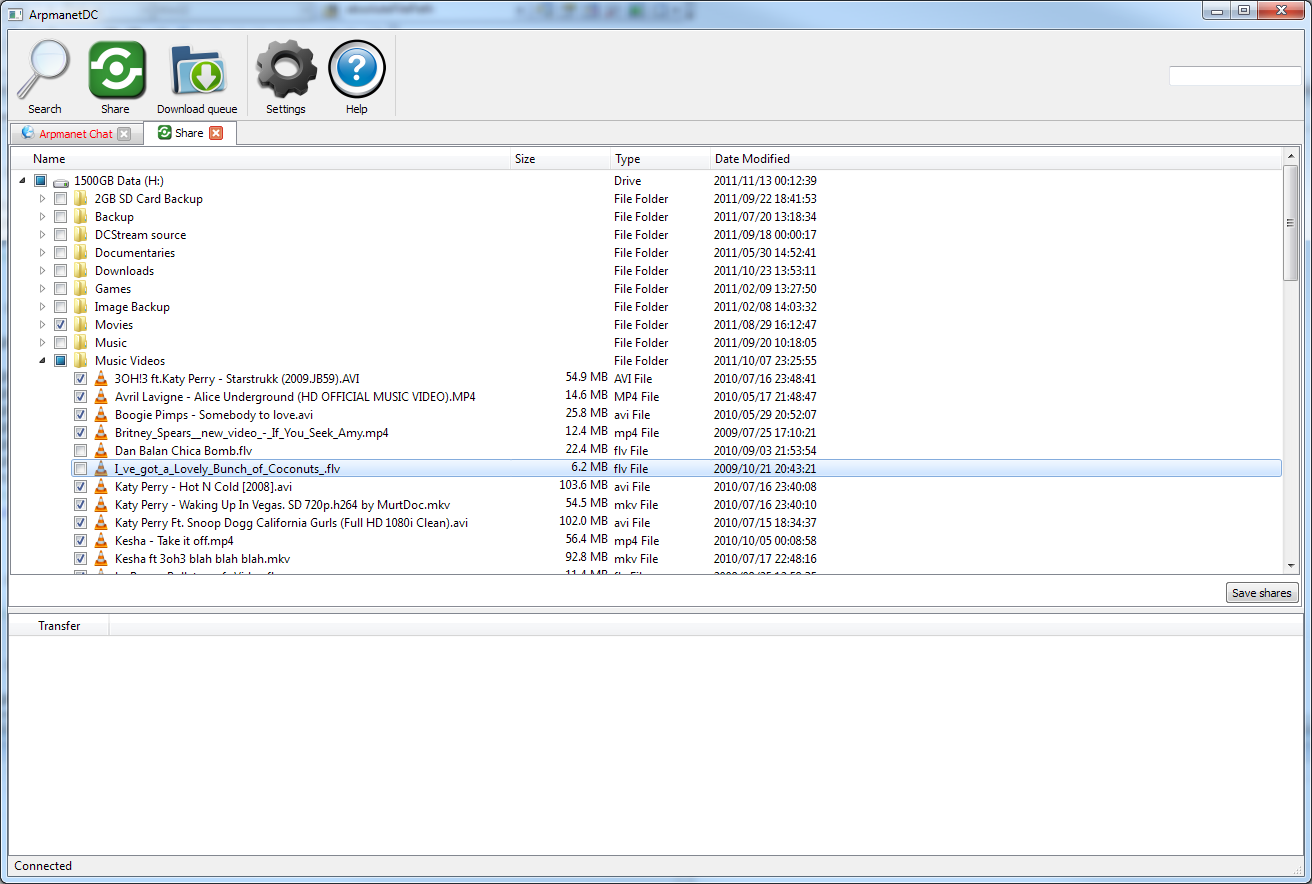 ArpmanetDC
Search Share Download queue Settings Help
Arpmanet Chat Share
Name Size Type Date Modified
1500GB Data (H:) Drive 2011/11/13 00:12:39
2GB SD Card Backup File Folder 2011/09/22 18:41:53
Backup File Folder 2011/07/20 13:18:34
DCStream source File Folder 2011/09/18 00:00:17
Documentaries File Folder 2011/05/30 14:52:41
Downloads File Folder 2011/10/23 13:53:11
Games File Folder 2011/02/09 13:27:50
Image Backup File Folder 2011/02/08 14:03:32
Movies File Folder 2011/08/29 16:12:47
Music File Folder 2011/09/20 10:18:05
Music Videos File Folder 2011/10/07 23:25:55
3OH!3 ft.Katy Perry - Starstrukk (2009.JB59).AVI 54.9 MB AVI File 2010/07/16 23:48:41
Avril Lavigne - Alice Underground (HD OFFICIAL MUSIC VIDEO).MP4 14.6 MB MP4 File 2010/05/17 21:48:47
Boogie Pimps - Somebody to love.avi 25.8 MB avi File 2010/05/29 20:52:07
Britney_Spears__new_video_-_If_You_Seek_Amy.mp4 12.4 MB mp4 File 2009/07/25 17:10:21
Dan Balan Chica Bomb.flv 22.4 MB flv File 2010/09/03 21:53:54
I_ve_got_a_Lovely_Bunch_of_Coconuts_.flv 6.2 MB flv File 2009/10/21 20:43:21
Katy Perry - Hot N Cold [2008].avi 103.6 MB avi File 2010/07/16 23:40:08
Katy Perry - Waking Up In Vegas. SD 720p.h264 by MurtDoc.mkv 54.5 MB mkv File 2010/07/16 23:40:10
Katy Perry Ft. Snoop Dogg California Gurls (Full HD 1080i Clean).avi 102.0 MB avi File 2010/07/15 18:34:37
Kesha - Take it off.mp4 56.4 MB mp4 File 2010/10/05 00:08:58
Kesha ft 3oh3 blah blah blah.mkv 92.8 MB mkv File 2010/07/17 22:48:16
Save shares
Transfer
Connected